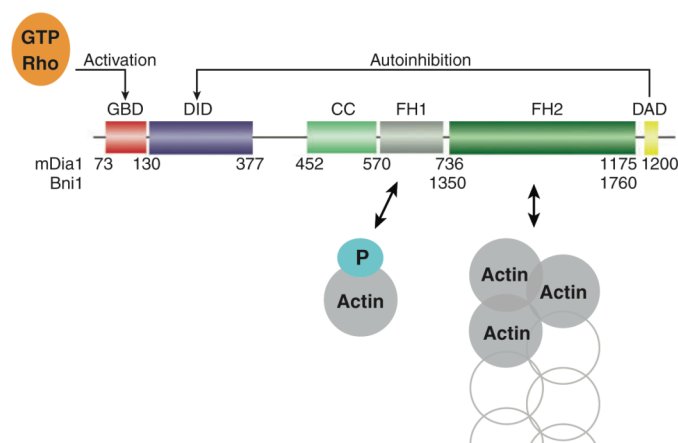 GTP
Rho
Activation
Autoinhibition
GBD DID CC FH1 FH2 DAD
mDia1 73 130 377 452 570 736 1175 1200
Bni1 1350 1760
P
Actin
Actin
Actin
Actin